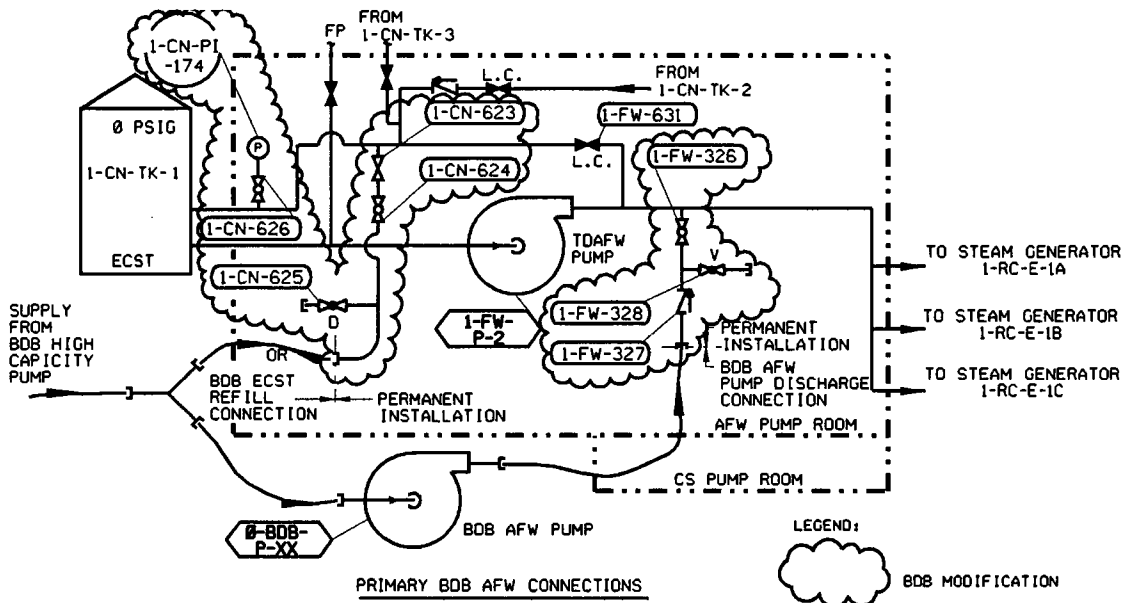 1-CN-PI
-174
FP
FROM
1-CN-TK-3
L.C.
FROM
1-CN-TK-2
Ø PSIG
1-CN-TK-1
ECST
P
1-CN-623
1-FW-631
L.C.
1-FW-326
1-CN-624
1-CN-626
1-CN-625
D
TDAFW
PUMP
V
1-FW-
P-2
1-FW-328
1-FW-327
PERMANENT
INSTALLATION
BDB AFW
PUMP DISCHARGE
CONNECTION
TO STEAM GENERATOR
1-RC-E-1A
TO STEAM GENERATOR
1-RC-E-1B
TO STEAM GENERATOR
1-RC-E-1C
SUPPLY
FROM
BDB HIGH
CAPICITY
PUMP
OR
BDB ECST
REFILL
CONNECTION
PERMANENT
INSTALLATION
AFW PUMP ROOM
CS PUMP ROOM
BDB AFW PUMP
Ø-BDB-
P-XX
LEGEND:
BDB MODIFICATION
PRIMARY BDB AFW CONNECTIONS